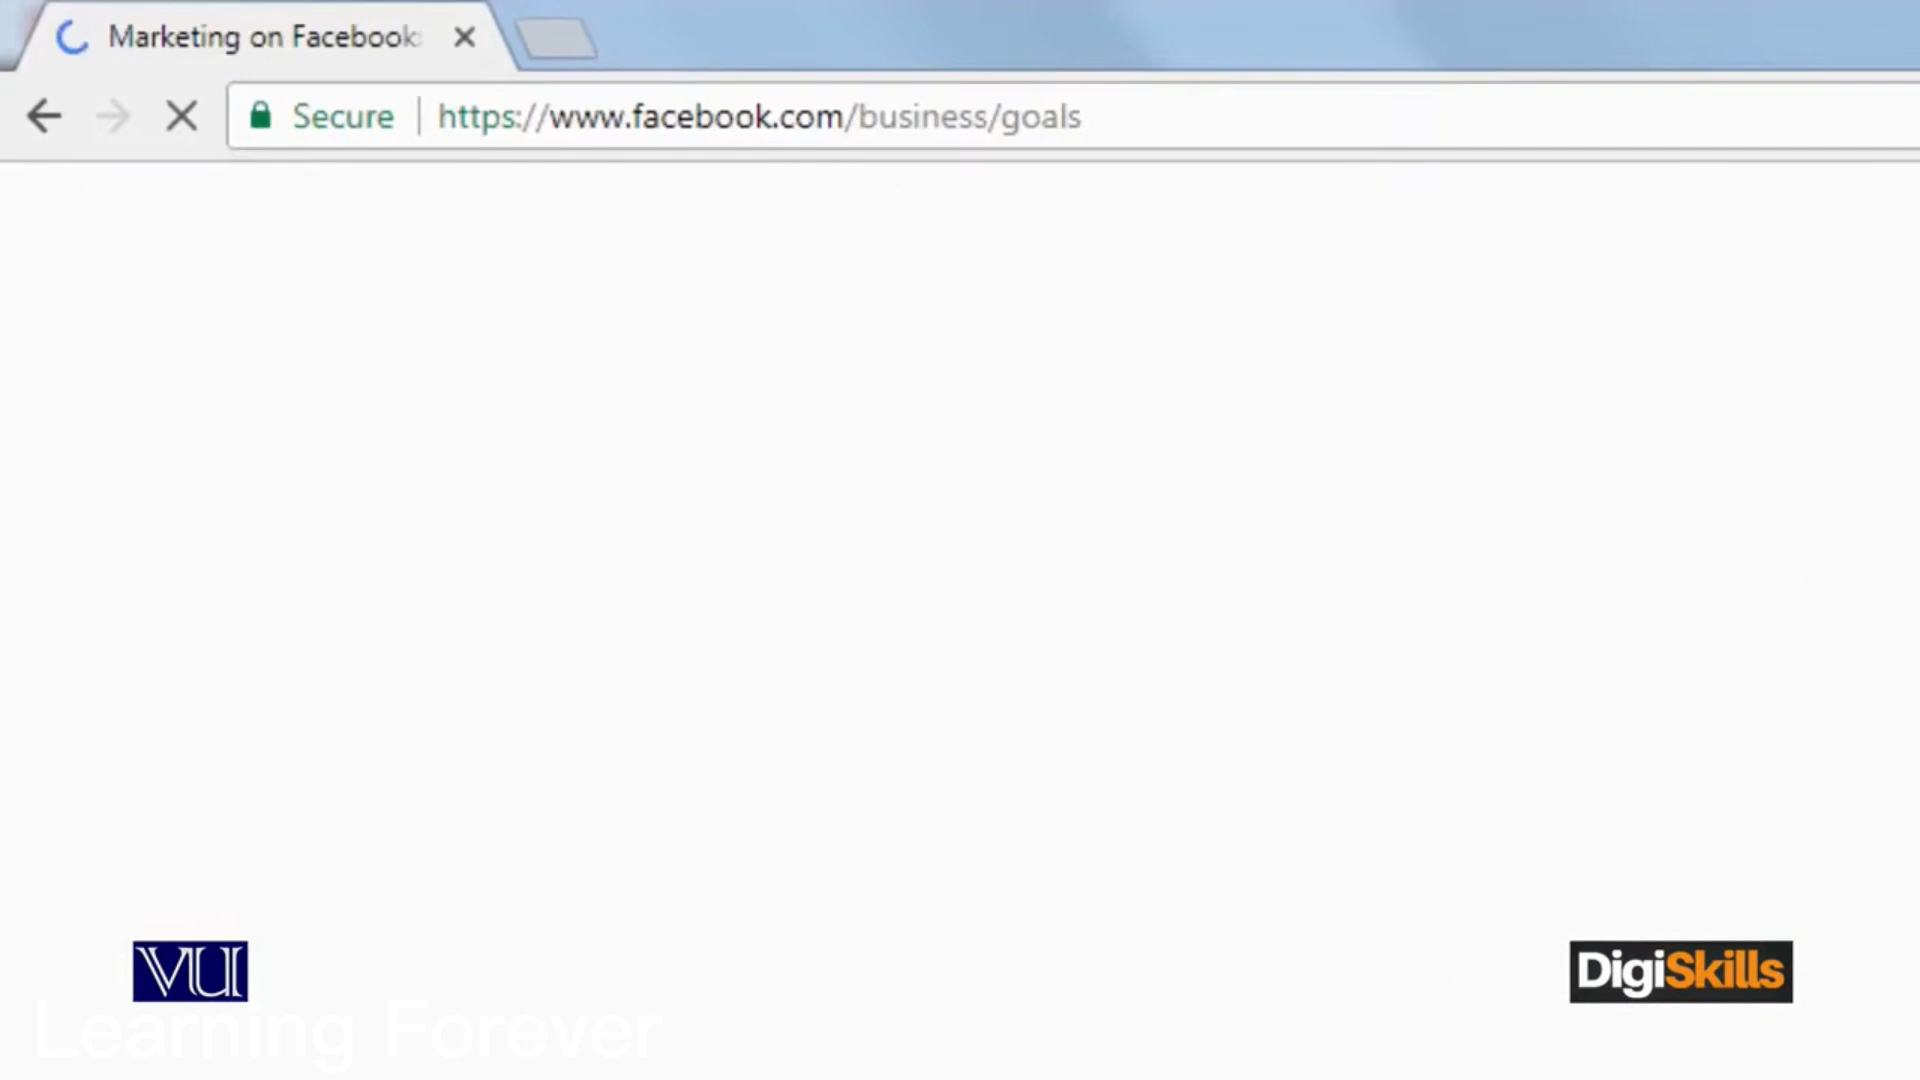 Marketing on Facebook
Secure
https://www.facebook.com/business/goals
VU
DigiSkills
Learning Forever